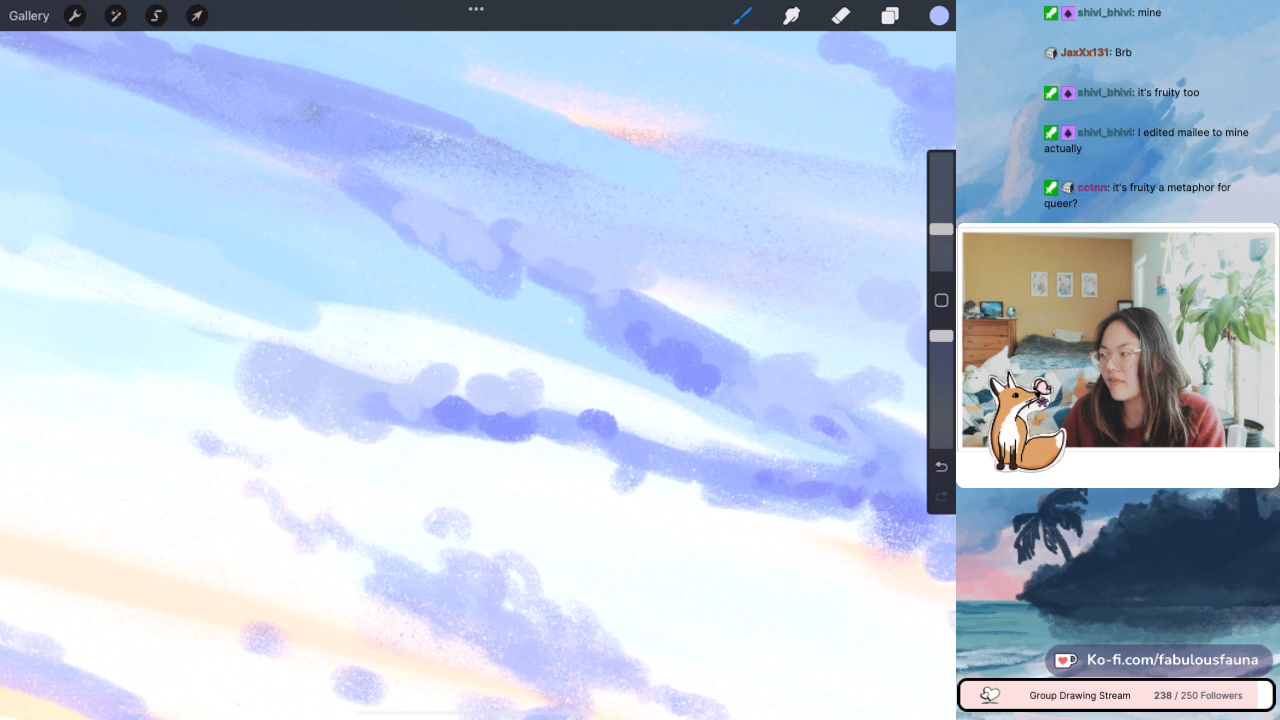 Gallery
shivi_bhivi: mine
JaxXx131: Brb
shivi_bhivi: it's fruity too
shivi_bhivi: I edited mailee to mine
actually
cotnn: it's fruity a metaphor for
queer?
Ko-fi.com/fabulousfauna
Group Drawing Stream 238 / 250 Followers